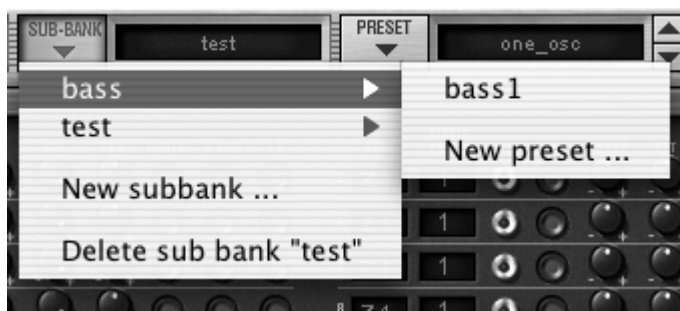 SUB-BANK test PRESET one_osc
bass bass1
test
New preset ...
New subbank ...
Delete sub bank "test"
1
1
1
1